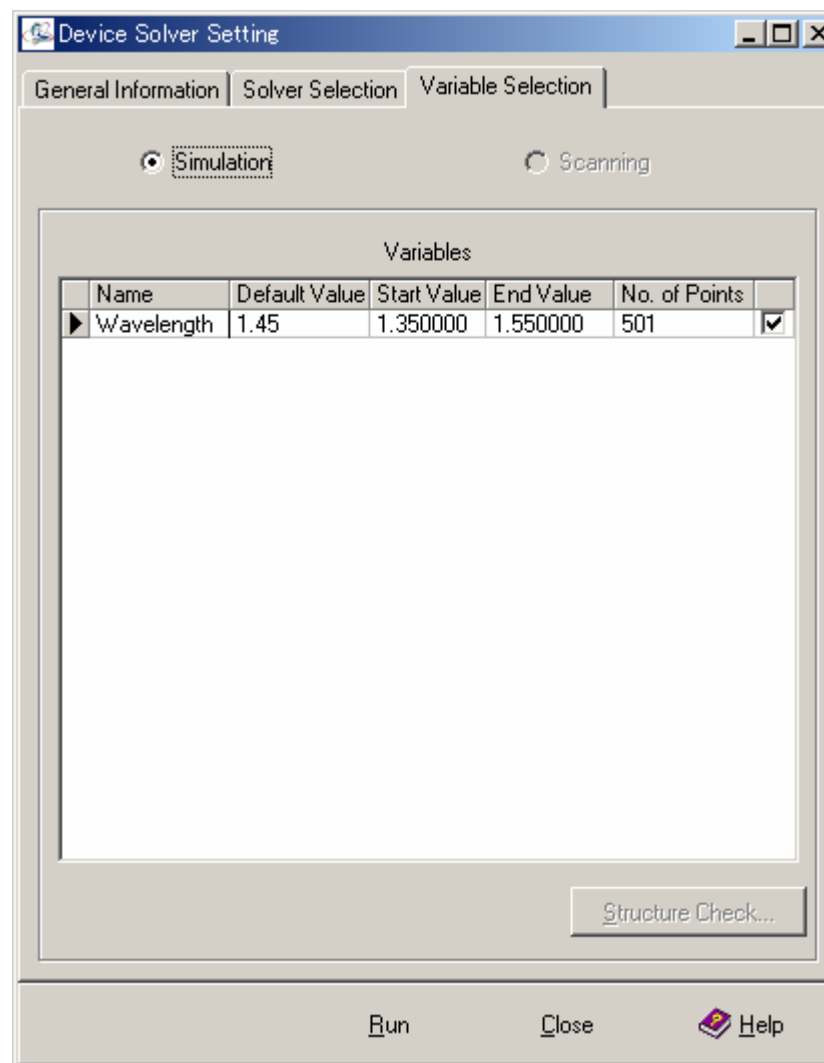 Device Solver Setting
General Information Solver Selection Variable Selection
Simulation Scanning
Variables
Name Default Value Start Value End Value No. of Points
Wavelength 1.45 1.350000 1.550000 501
Structure Check...
Run Close Help